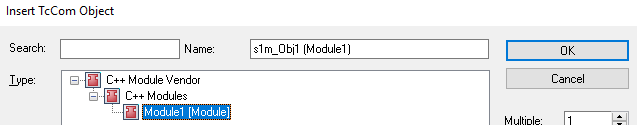 Insert TcCom Object
Search: Name: s1m_Obj1 (Module1) OK
Type: C++ Module Vendor Cancel
C++ Modules
Module1 [Module] Multiple: 1